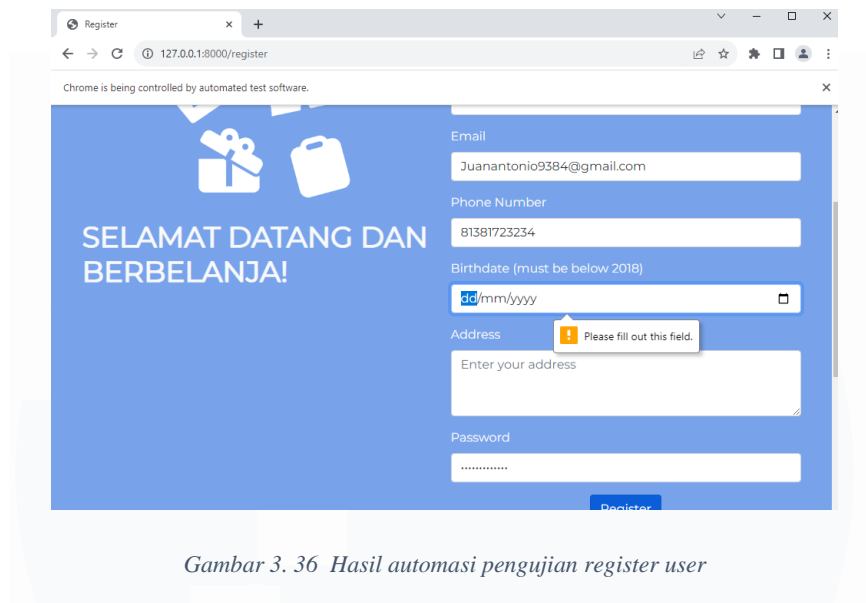 Register
127.0.0.1:8000/register
Chrome is being controlled by automated test software.
SELAMAT DATANG DAN
BERBELANJA!
Email
Juanantonio9384@gmail.com
Phone Number
81381723234
Birthdate (must be below 2018)
dd/mm/yyyy
Please fill out this field.
Address
Enter your address
Password
.............
Register
Gambar 3. 36 Hasil automasi pengujian register user